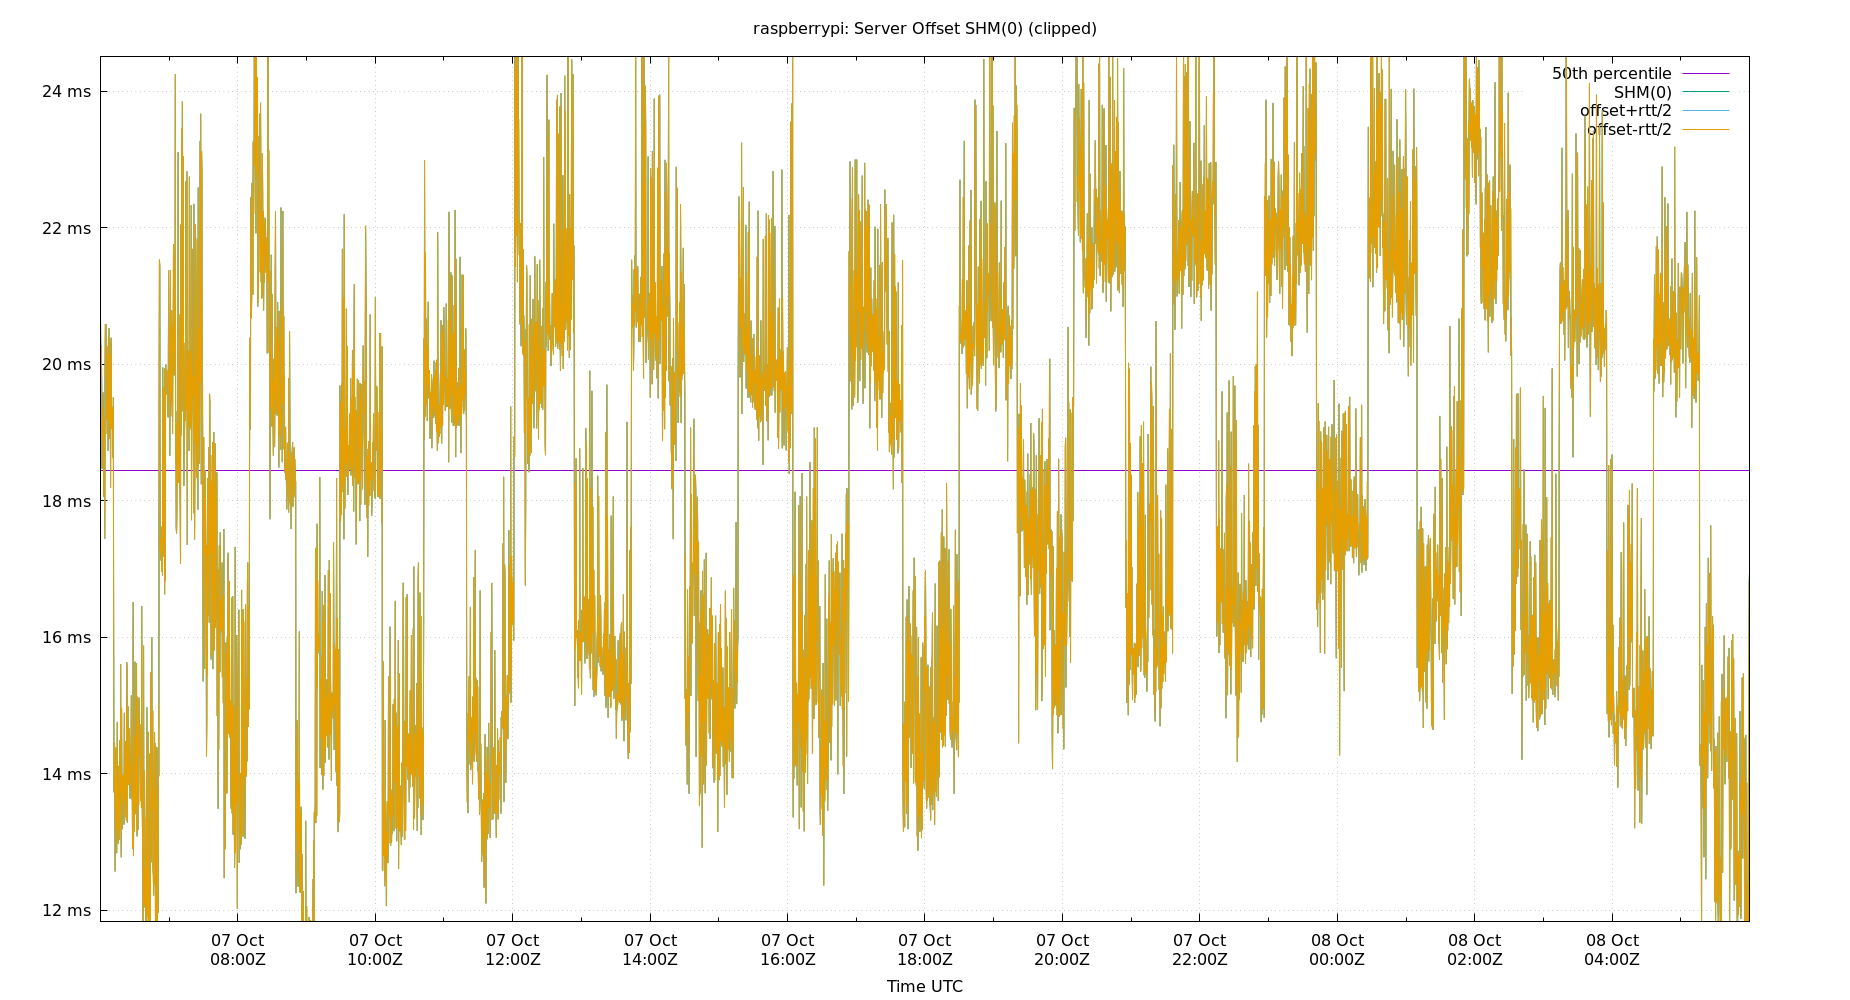 raspberrypi: Server Offset SHM(0) (clipped)
50th percentile
SHM(0)
offset+rtt/2
offset-rtt/2
24 ms
22 ms
20 ms
18 ms
16 ms
14 ms
12 ms
07 Oct 07 Oct 07 Oct 07 Oct 07 Oct 07 Oct 07 Oct 07 Oct 08 Oct 08 Oct 08 Oct
08:00Z 10:00Z 12:00Z 14:00Z 16:00Z 18:00Z 20:00Z 22:00Z 00:00Z 02:00Z 04:00Z
Time UTC